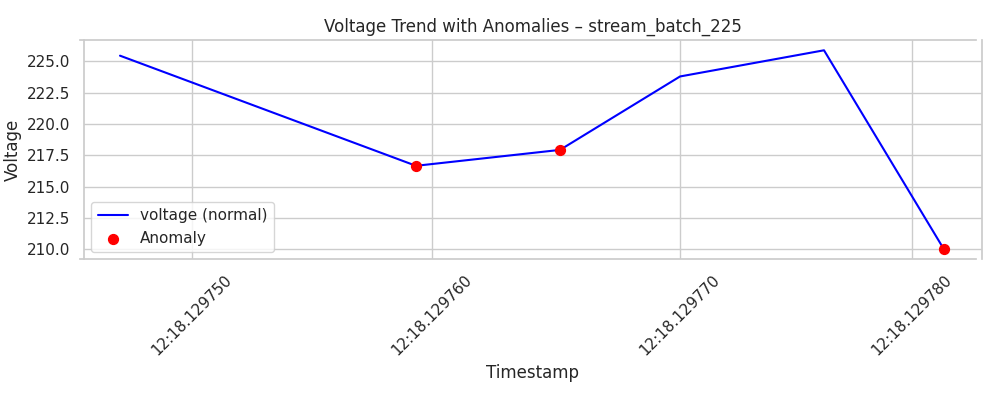 Voltage Trend with Anomalies – stream_batch_225
Voltage
225.0
222.5
220.0
217.5
215.0
212.5
210.0
voltage (normal)
Anomaly
12:18.129750
12:18.129760
12:18.129770
12:18.129780
Timestamp